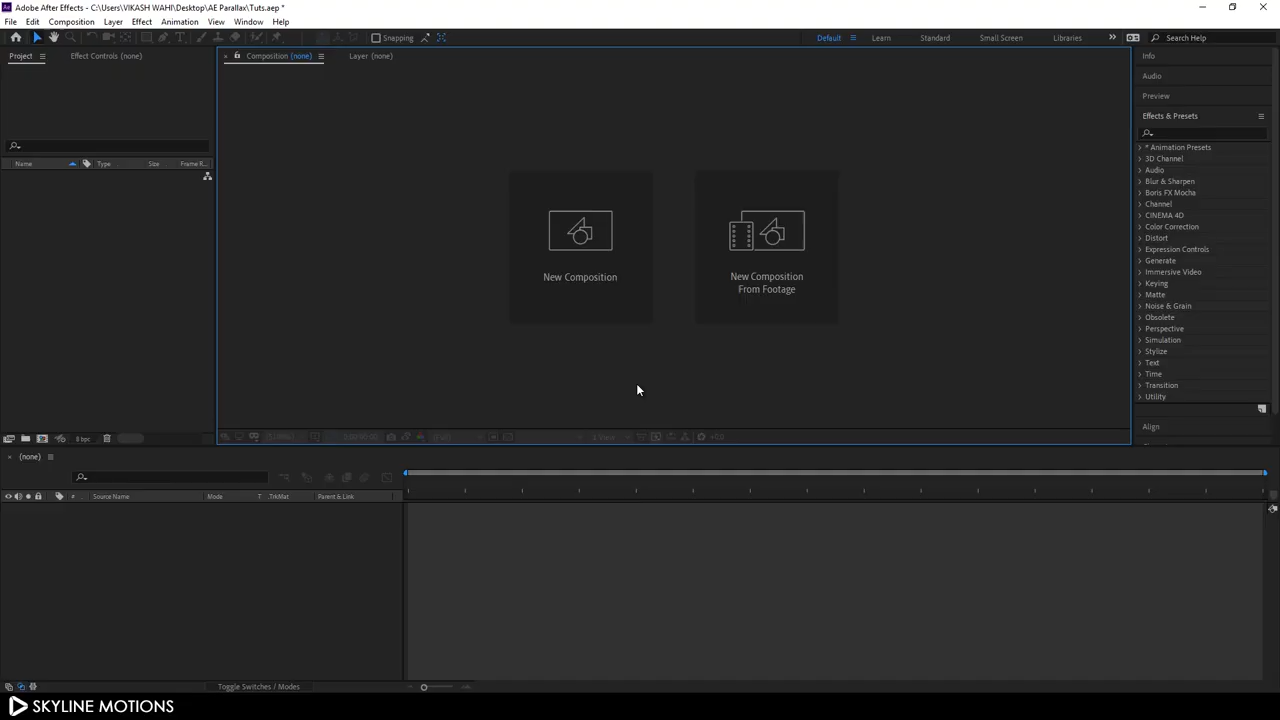 Adobe After Effects - C:\Users\VIKASH WAHI\Desktop\AE Parallax\Tuts.aep *
File Edit Composition Layer Effect Animation View Window Help
Snapping Default Learn Standard Small Screen Libraries Search Help
Project Effect Controls (none) Composition (none) Layer (none)
Name Type Size Frame R...
New Composition
New Composition
From Footage
8 bpc
Info
Audio
Preview
Effects & Presets
* Animation Presets
3D Channel
Audio
Blur & Sharpen
Boris FX Mocha
Channel
CINEMA 4D
Color Correction
Distort
Expression Controls
Generate
Immersive Video
Keying
Matte
Noise & Grain
Obsolete
Perspective
Simulation
Stylize
Text
Time
Transition
Utility
Align
(none)
# Source Name Mode T .TrkMat Parent & Link
Toggle Switches / Modes
SKYLINE MOTIONS